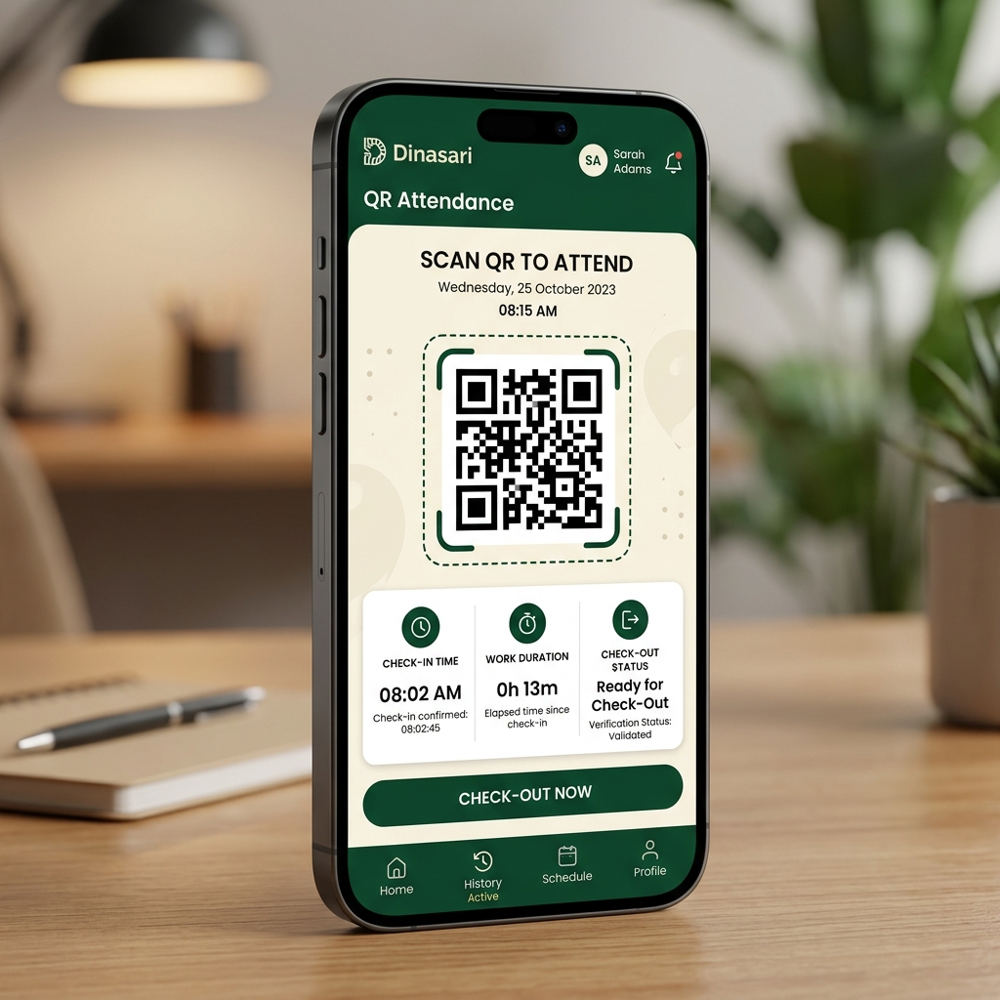 Dinasari
SA
Sarah
Adams
QR Attendance
SCAN QR TO ATTEND
Wednesday, 25 October 2023
08:15 AM
CHECK-IN TIME
08:02 AM
Check-in confirmed:
08:02:45
WORK DURATION
0h 13m
Elapsed time since
check-in
CHECK-OUT
STATUS
Ready for
Check-Out
Verification Status:
Validated
CHECK-OUT NOW
Home
History
Active
Schedule
Profile